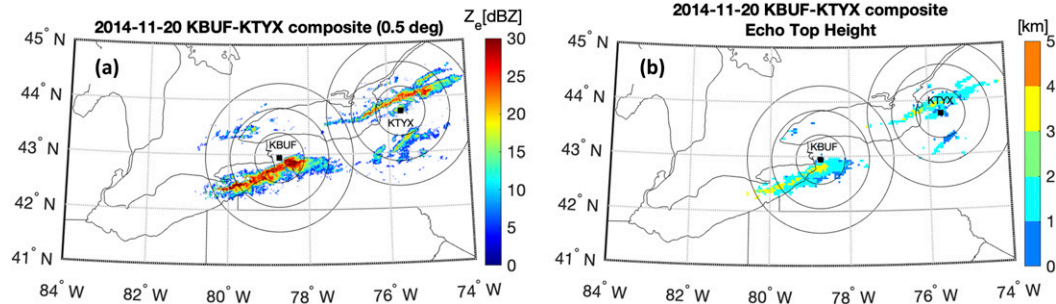 2014-11-20 KBUF-KTYX composite (0.5 deg)
Z_e[dBZ]
45° N
44° N
43° N
42° N
41° N
(a)
KBUF
KTYX
30
25
20
15
10
5
0
84° W
82° W
80° W
78° W
76° W
74° W
2014-11-20 KBUF-KTYX composite
Echo Top Height
[km]
45° N
44° N
43° N
42° N
41° N
(b)
KBUF
KTYX
5
4
3
2
1
0
84° W
82° W
80° W
78° W
76° W
74° W